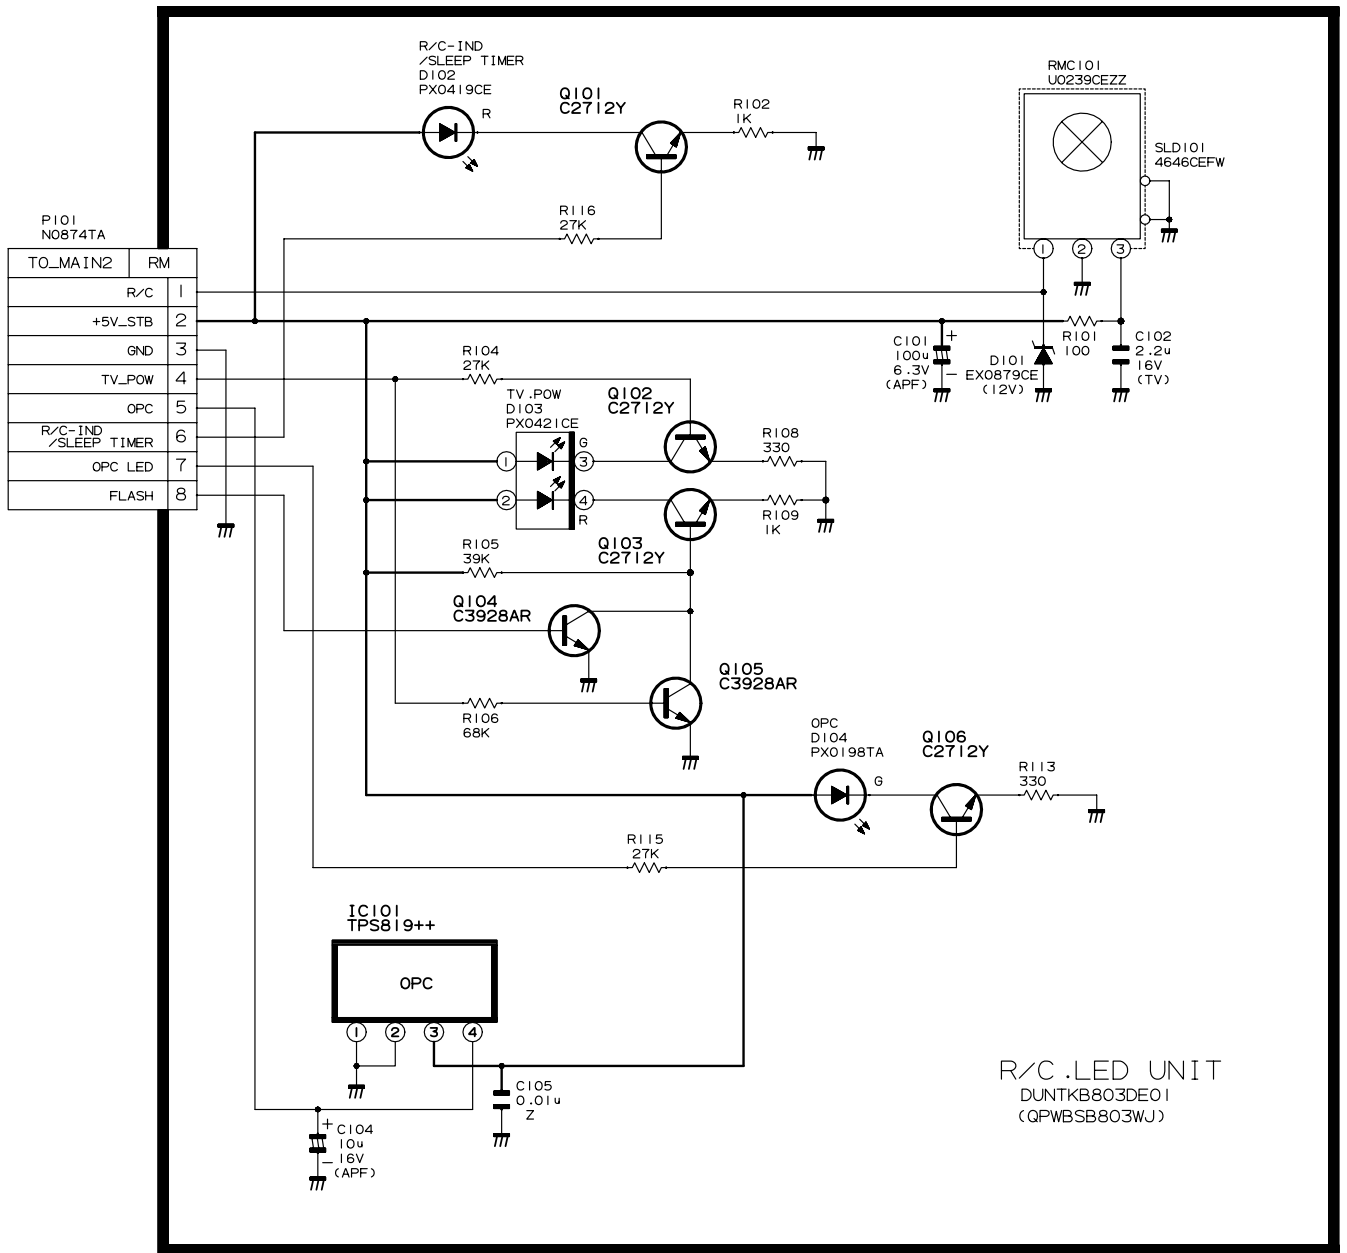 R/C-IND
/SLEEP TIMER
D102
PX0419CE
R
Q101
C2712Y
R102
1K
RMC101
U0239CEZZ
SLD101
4646CEFW
1
2
3
R116
27K
P101
N0874TA
TO_MAIN2 RM
R/C 1
+5V_STB 2
GND 3
TV_POW 4
OPC 5
R/C-IND
/SLEEP TIMER 6
OPC LED 7
FLASH 8
R104
27K
TV.POW
D103
PX0421CE
G
1
3
2
4
R
Q102
C2712Y
R108
330
R109
1K
Q103
C2712Y
C101
100u
6.3V
(APF)
+
-
D101
EX0879CE
(12V)
R101
100
C102
2.2u
16V
(TV)
R105
39K
Q104
C3928AR
Q105
C3928AR
R106
68K
OPC
D104
PX0198TA
G
Q106
C2712Y
R113
330
R115
27K
IC101
TPS819++
OPC
1
2
3
4
C105
0.01u
Z
+
C104
10u
16V
-
(APF)
R/C.LED UNIT
DUNTKB803DE01
(QPWBSB803WJ)